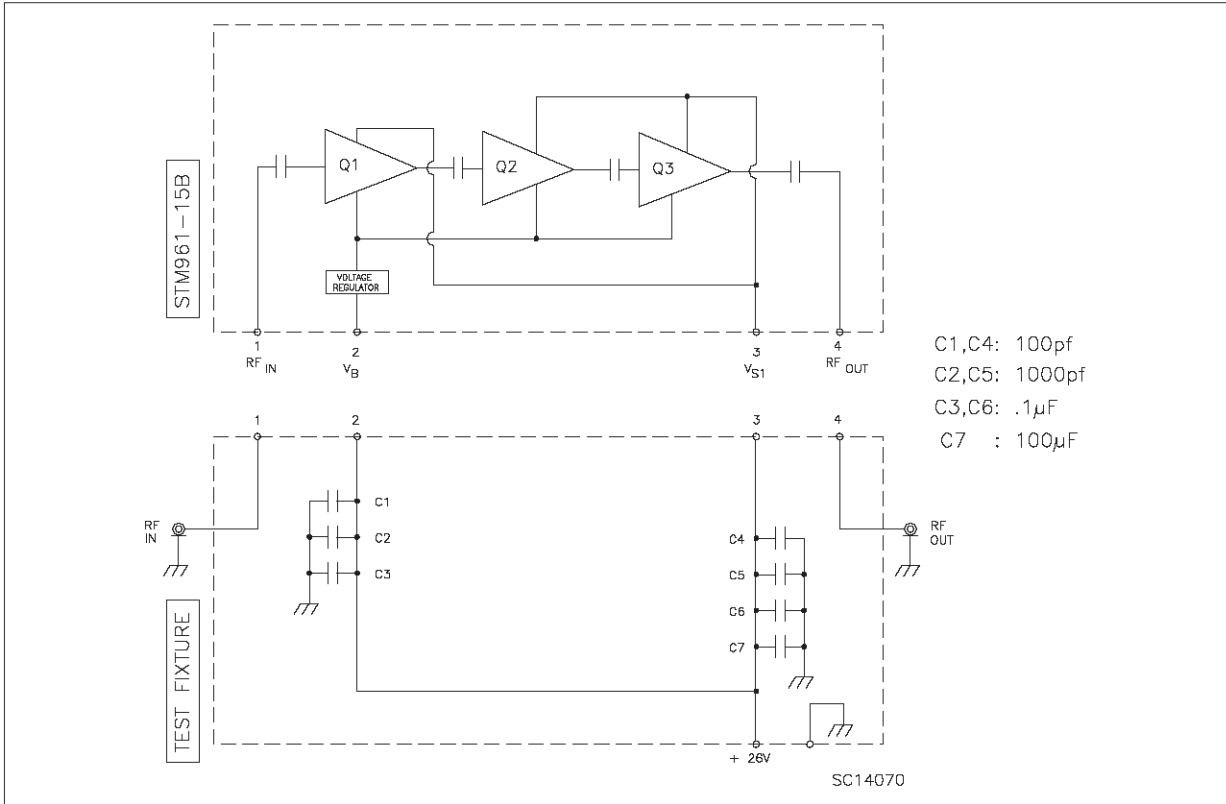 STM961-15B
Q1
Q2
Q3
VOLTAGE
REGULATOR
1
2
3
4
RF IN
VB
VS1
RF OUT
C1,C4: 100pf
C2,C5: 1000pf
C3,C6: .1µF
C7 : 100µF
1
2
3
4
C1
C2
C3
C4
C5
C6
C7
RF
IN
RF
OUT
TEST FIXTURE
+ 26V
SC14070